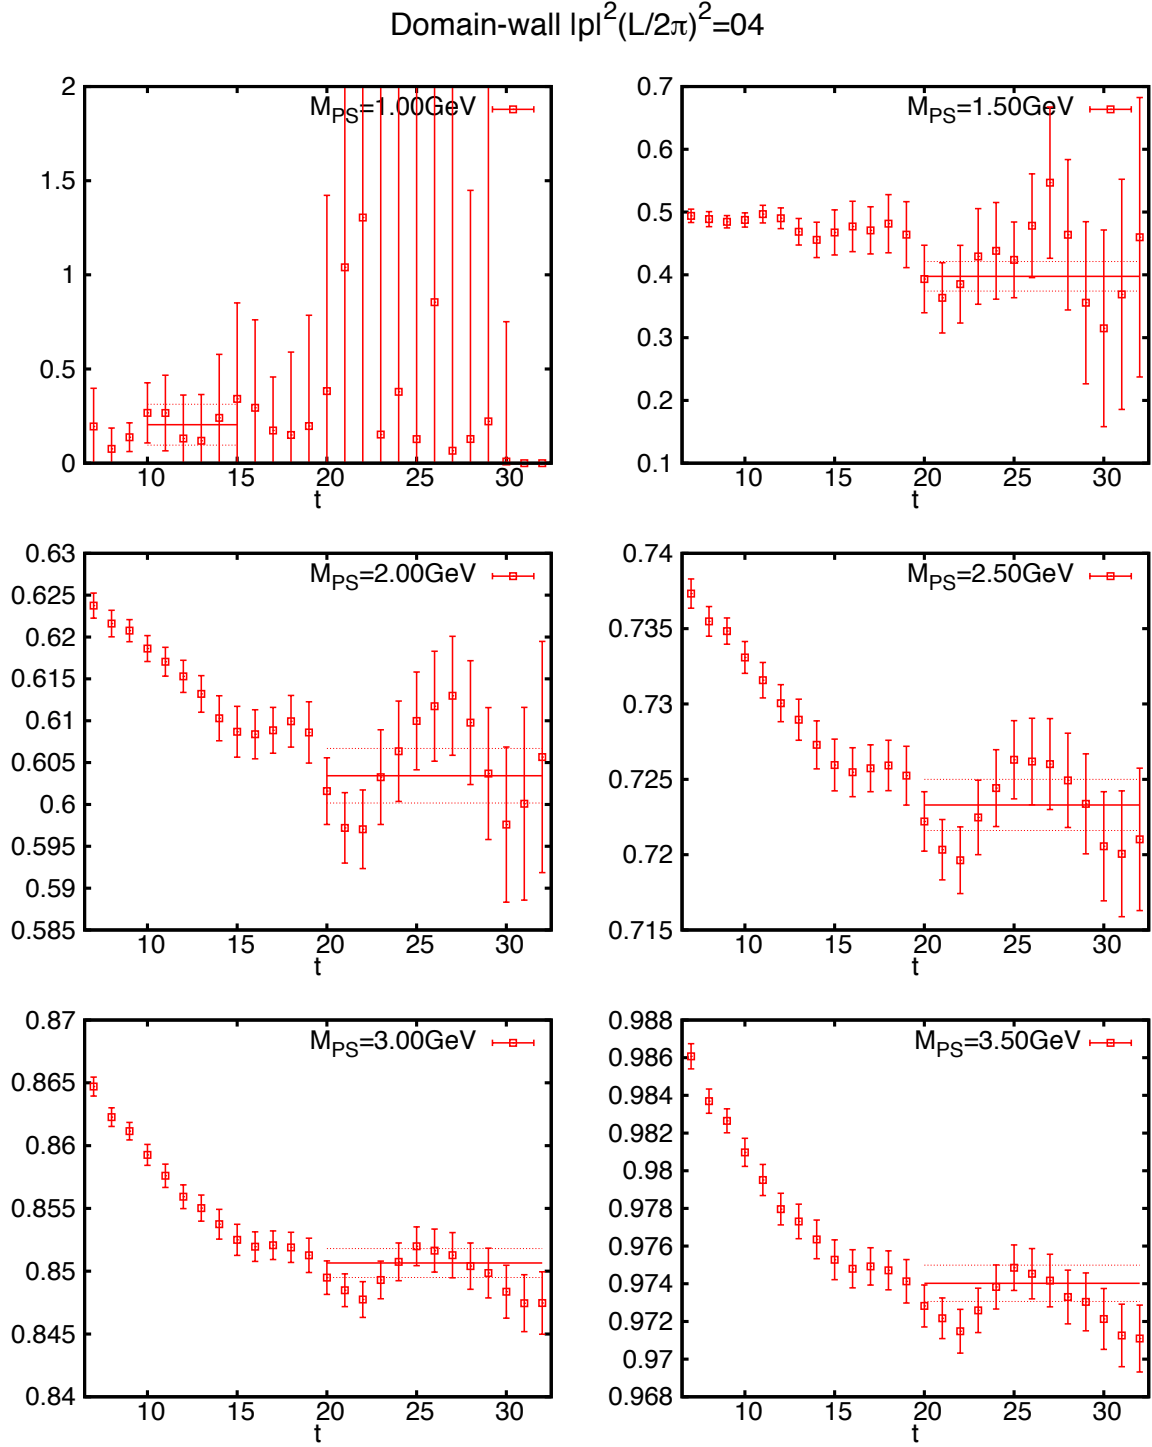 Domain-wall |p|²(L/2π)²=04
M_PS=1.00GeV
2
1.5
1
0.5
0
10 15 20 25 30
t
M_PS=1.50GeV
0.7
0.6
0.5
0.4
0.3
0.2
0.1
10 15 20 25 30
t
M_PS=2.00GeV
0.63
0.625
0.62
0.615
0.61
0.605
0.6
0.595
0.59
0.585
10 15 20 25 30
t
M_PS=2.50GeV
0.74
0.735
0.73
0.725
0.72
0.715
10 15 20 25 30
t
M_PS=3.00GeV
0.87
0.865
0.86
0.855
0.85
0.845
0.84
10 15 20 25 30
t
M_PS=3.50GeV
0.988
0.986
0.984
0.982
0.98
0.978
0.976
0.974
0.972
0.97
0.968
10 15 20 25 30
t